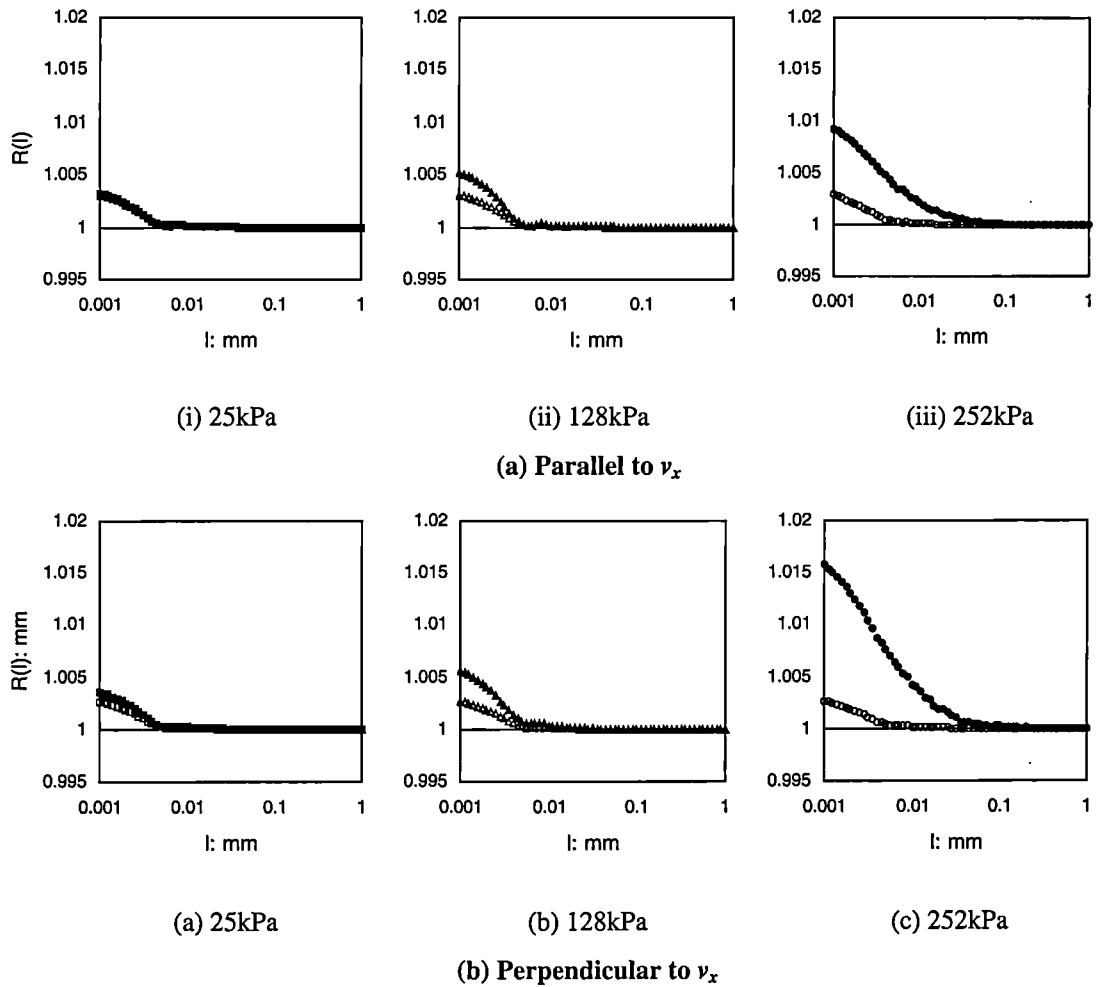 1.02 1.02 1.02
1.015 1.015 1.015
1.01 1.01 1.01
R(l)
1.005 1.005 1.005
1 1 1
0.995 0.995 0.995
0.001 0.01 0.1 1 0.001 0.01 0.1 1 0.001 0.01 0.1 1
l: mm l: mm l: mm
(i) 25kPa (ii) 128kPa (iii) 252kPa
(a) Parallel to vₓ
1.02 1.02 1.02
1.015 1.015 1.015
R(l): mm
1.01 1.01 1.01
1.005 1.005 1.005
1 1 1
0.995 0.995 0.995
0.001 0.01 0.1 1 0.001 0.01 0.1 1 0.001 0.01 0.1 1
l: mm l: mm l: mm
(a) 25kPa (b) 128kPa (c) 252kPa
(b) Perpendicular to vₓ